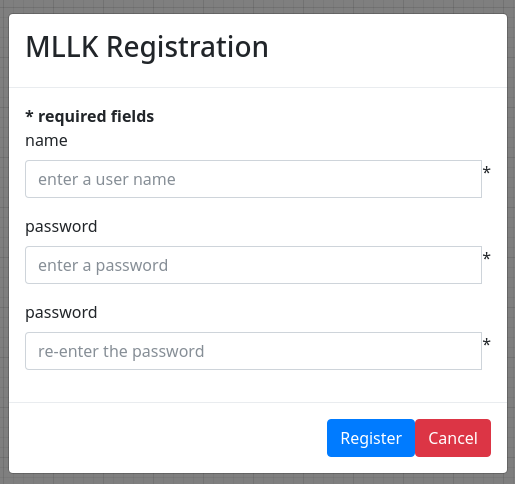 MLLK Registration
* required fields
name
enter a user name *
password
enter a password *
password
re-enter the password *
Register Cancel